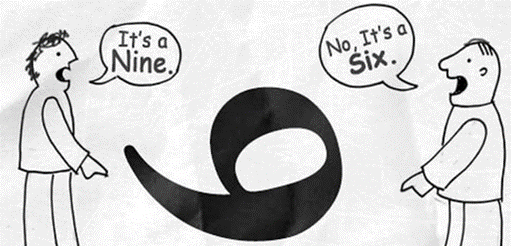 It's a
Nine.
No, It's a
Six.
و